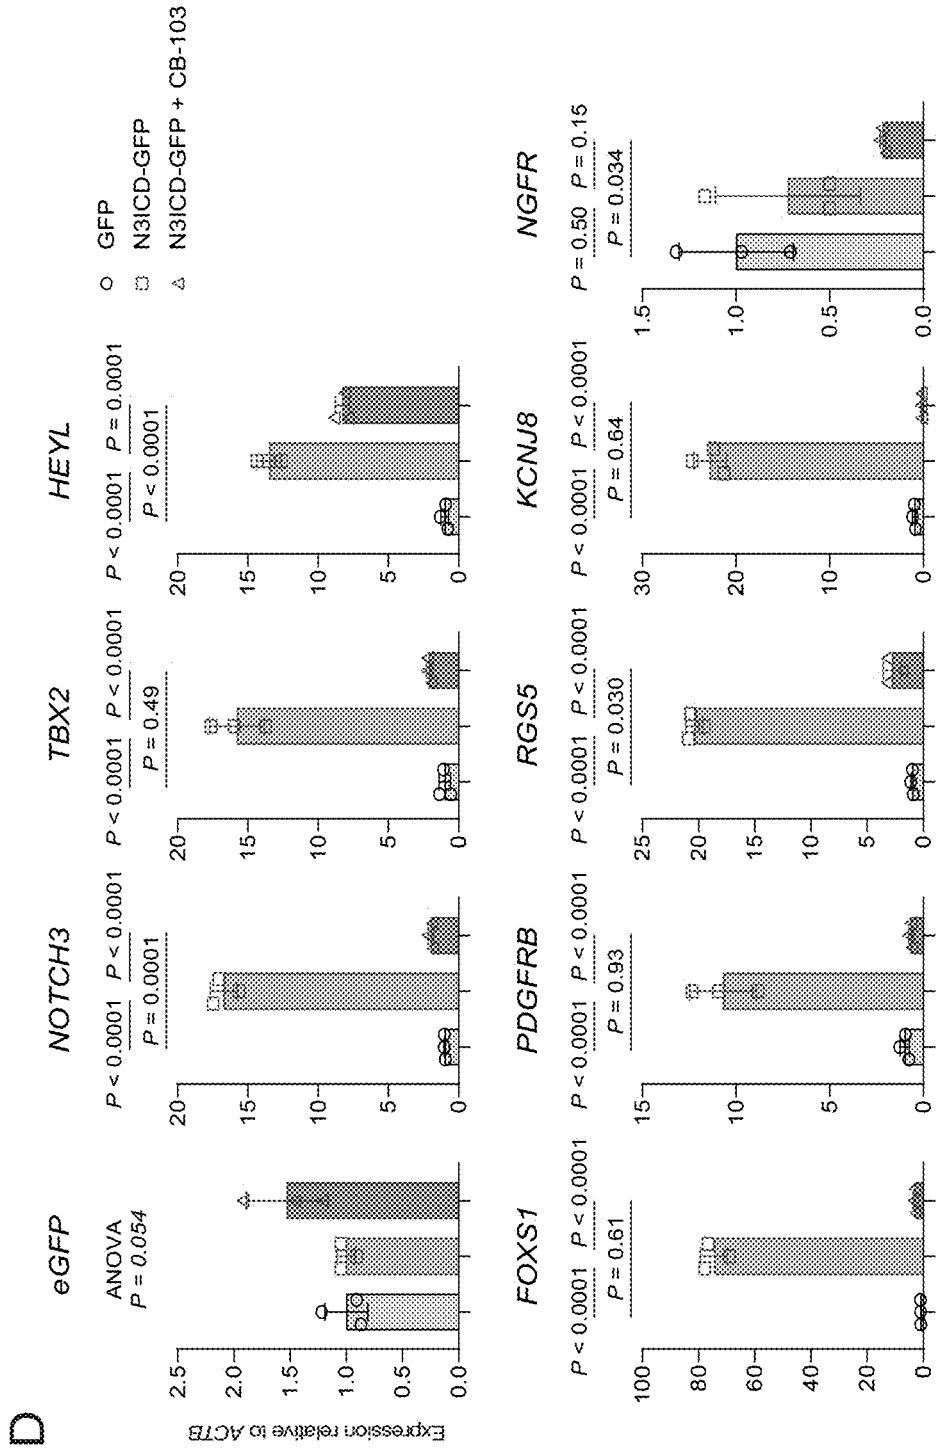 D
GFP
N3ICD-GFP
N3ICD-GFP + CB-103
eGFP
ANOVA
P = 0.054
Expression relative to ACTB
2.5
2.0
1.5
1.0
0.5
0.0
NOTCH3
P < 0.0001 P < 0.0001
P = 0.0001
20
15
10
5
0
TBX2
P < 0.0001 P < 0.0001
P = 0.49
20
15
10
5
0
HEYL
P < 0.0001 P = 0.0001
P < 0.0001
20
15
10
5
0
FOXS1
P < 0.0001 P < 0.0001
P = 0.61
100
80
60
40
20
0
PDGFRB
P < 0.0001 P < 0.0001
P = 0.93
15
10
5
0
RGS5
P < 0.0001 P < 0.0001
P = 0.030
25
20
15
10
5
0
KCNJ8
P < 0.0001 P < 0.0001
P = 0.64
30
20
10
0
NGFR
P = 0.50 P = 0.15
P = 0.034
1.5
1.0
0.5
0.0